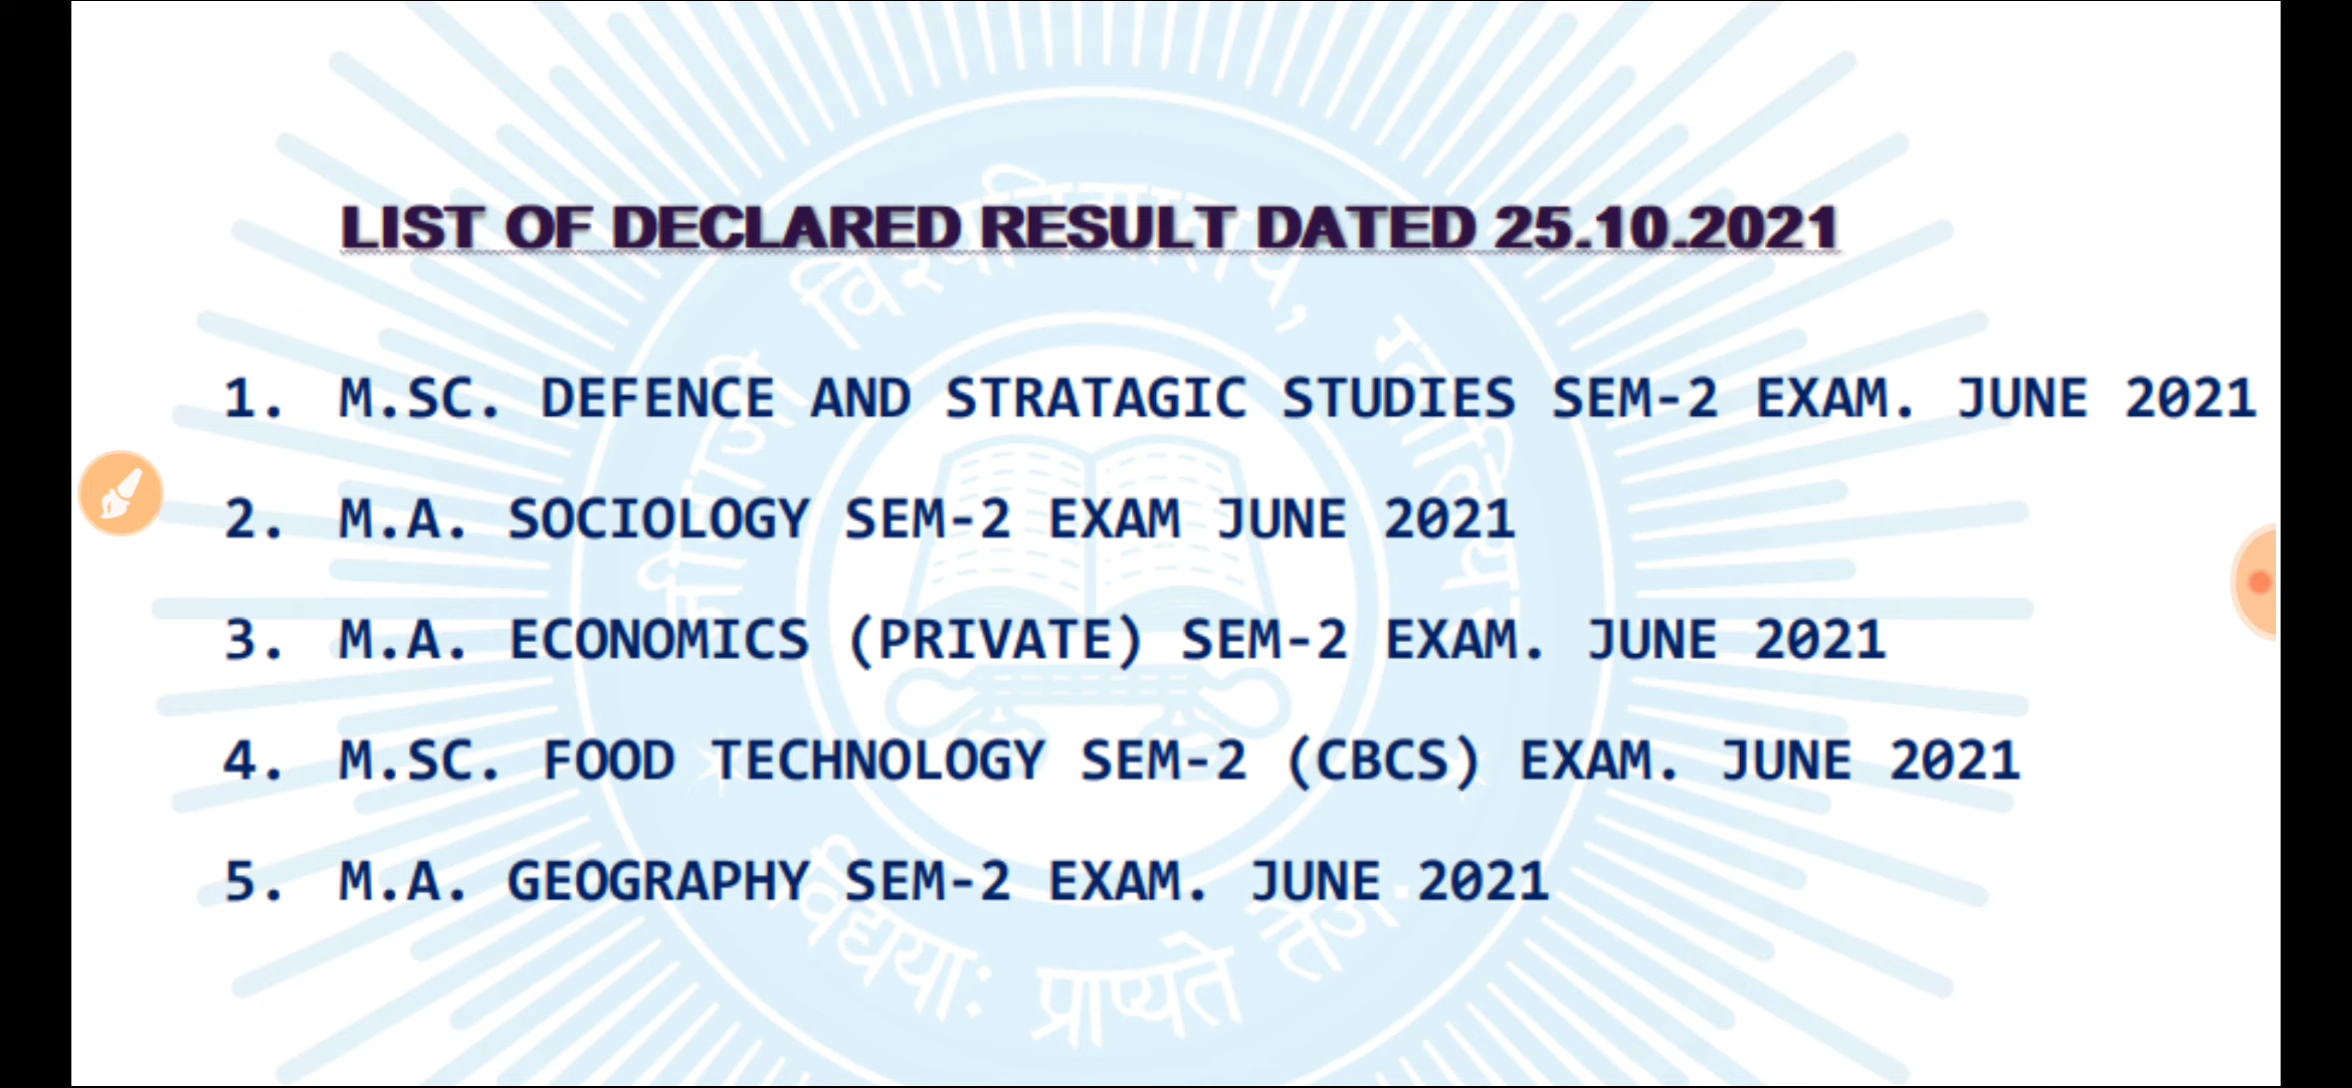 LIST OF DECLARED RESULT DATED 25.10.2021
1. M.SC. DEFENCE AND STRATAGIC STUDIES SEM-2 EXAM. JUNE 2021
2. M.A. SOCIOLOGY SEM-2 EXAM JUNE 2021
3. M.A. ECONOMICS (PRIVATE) SEM-2 EXAM. JUNE 2021
4. M.SC. FOOD TECHNOLOGY SEM-2 (CBCS) EXAM. JUNE 2021
5. M.A. GEOGRAPHY SEM-2 EXAM. JUNE 2021
विद्यया: प्राप्यते